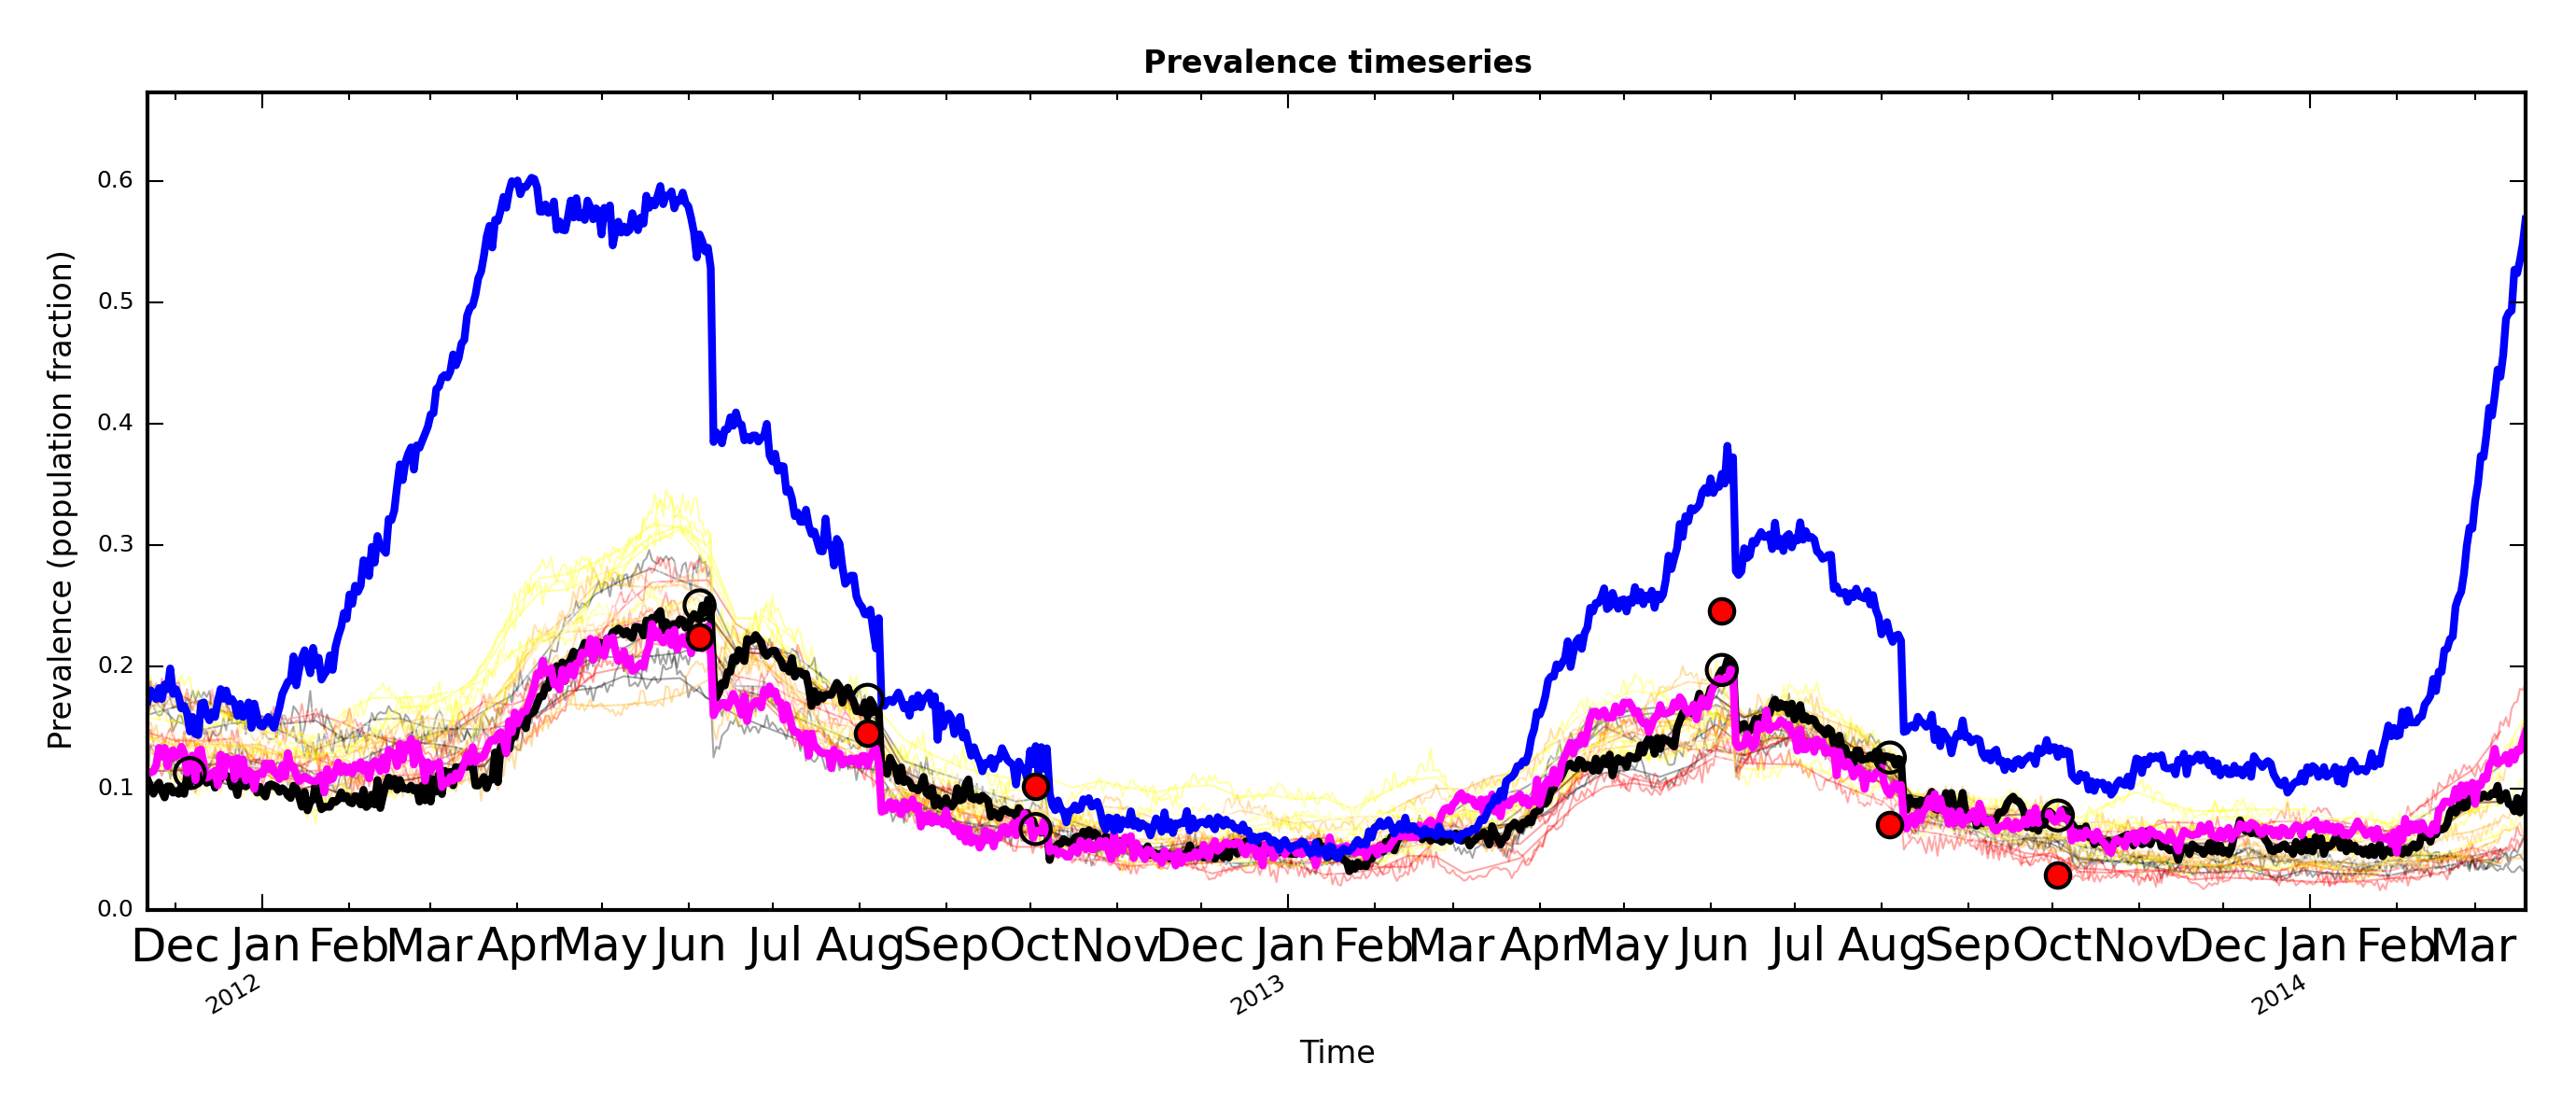 Prevalence timeseries
Prevalence (population fraction)
0.6
0.5
0.4
0.3
0.2
0.1
0.0
Dec Jan Feb Mar Apr May Jun Jul Aug Sep Oct Nov Dec Jan Feb Mar Apr May Jun Jul Aug Sep Oct Nov Dec Jan Feb Mar
2012 2013 2014
Time